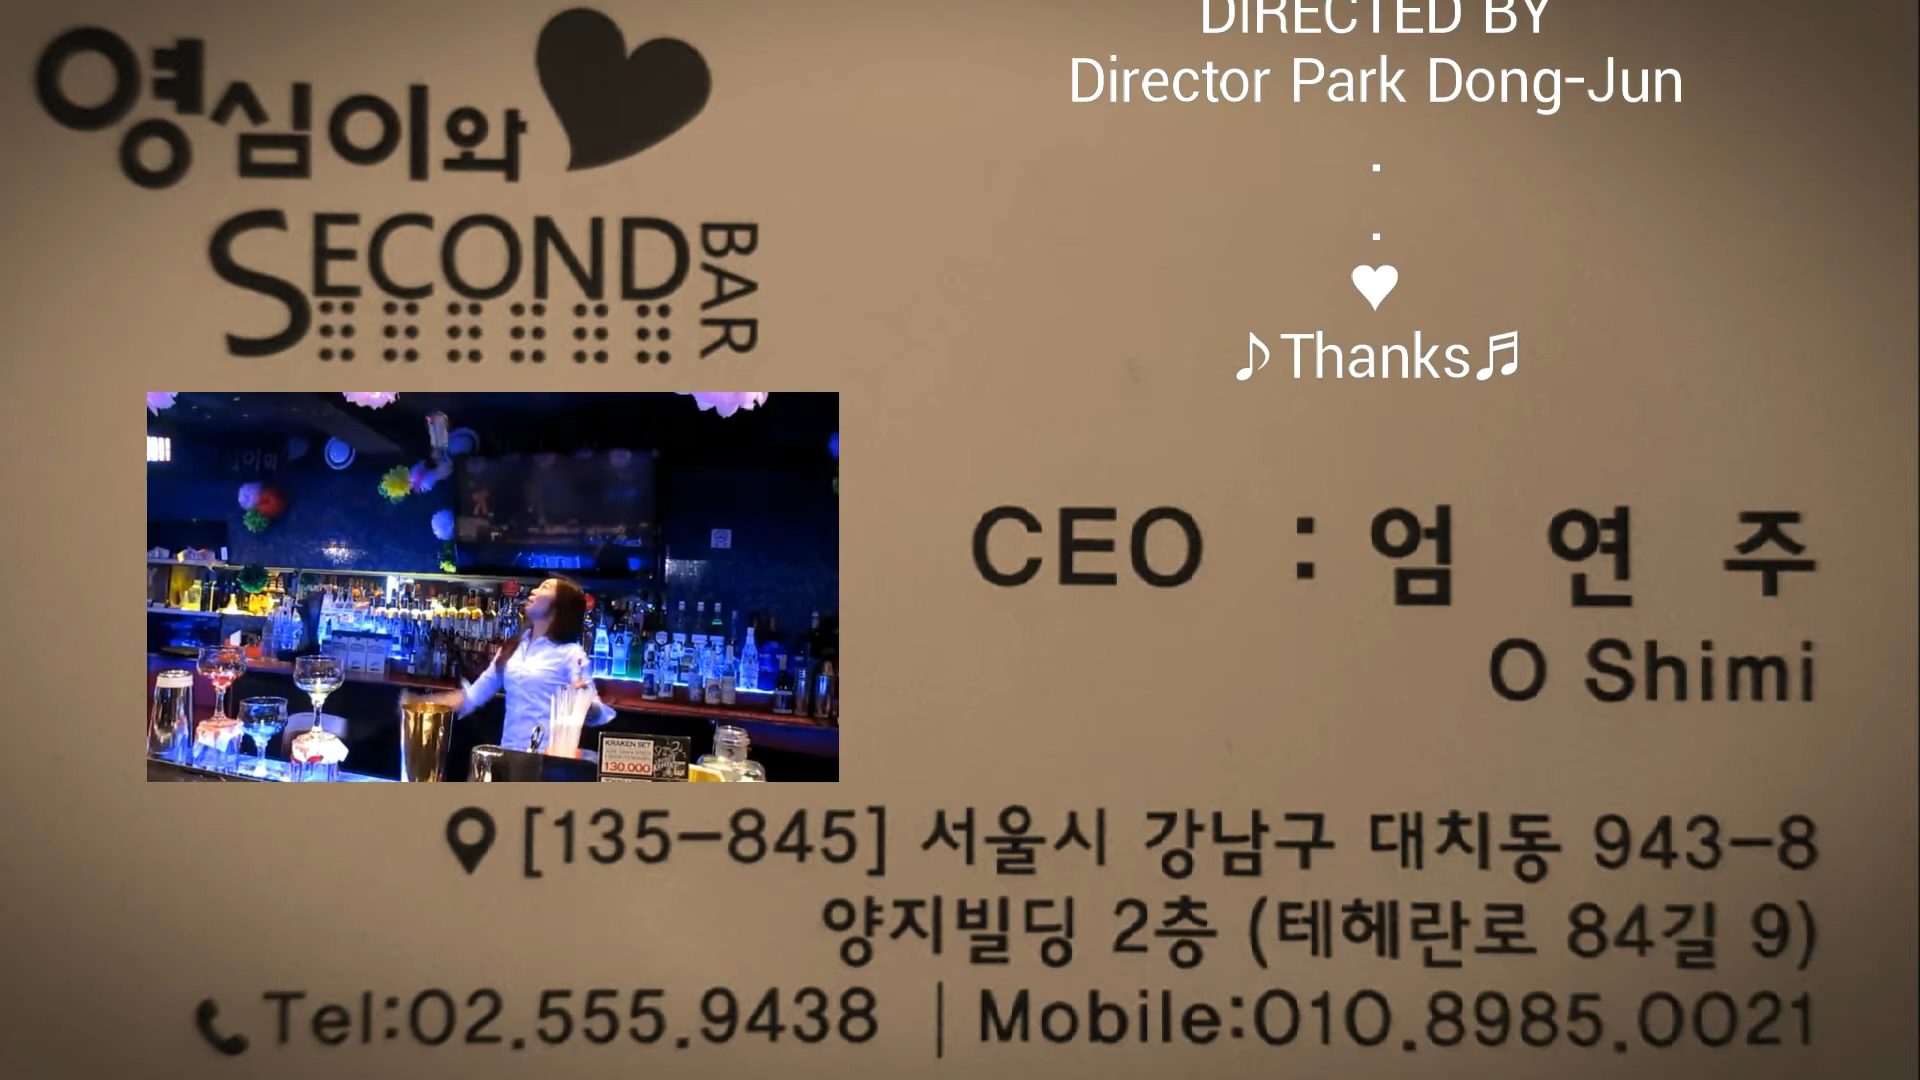 영심이와
SECOND BAR
DIRECTED BY
Director Park Dong-Jun
.
.
♥
♪Thanks♬
KRAKEN SET
130.000
CEO : 엄 연 주
O Shimi
[135-845] 서울시 강남구 대치동 943-8
양지빌딩 2층 (테헤란로 84길 9)
Tel:02.555.9438 | Mobile:010.8985.0021